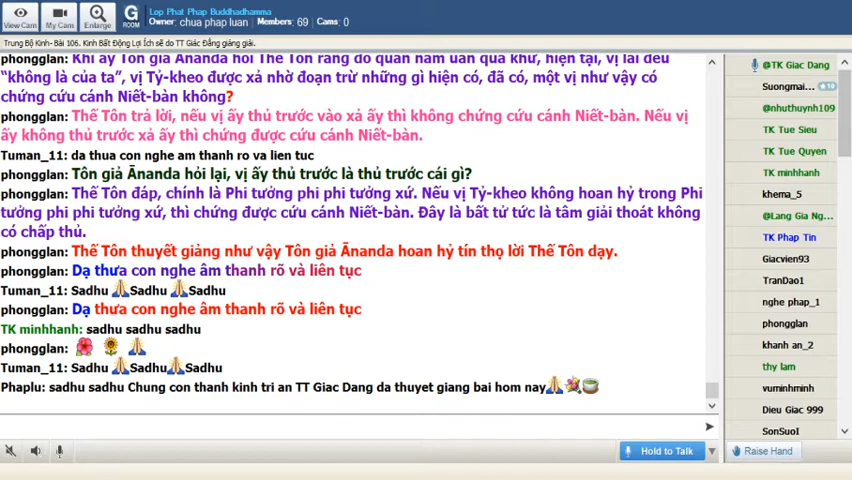 View Cam
My Cam
Enlarge
G
ROOM
Lop Phat Phap Buddhadhamma
Owner: chua phap luan Members: 69 Cams: 0
Trung Bộ Kinh- Bài 106. Kinh Bất Động Lợi Ích sẽ do TT Giác Đẳng giảng giải.
phongglan: Khi ấy Tôn giả Ānanda hỏi Thế Tôn rằng do quán năm uẩn quá khứ, hiện tại, vị lai đều
“không là của ta”, vị Tỷ-kheo được xả nhờ đoạn trừ những gì hiện có, đã có, một vị như vậy có
chứng cứu cánh Niết-bàn không?
phongglan: Thế Tôn trả lời, nếu vị ấy thủ trước vào xả ấy thì không chứng cứu cánh Niết-bàn. Nếu vị
ấy không thủ trước xả ấy thì chứng được cứu cánh Niết-bàn.
Tuman_11: da thua con nghe am thanh ro va lien tuc
phongglan: Tôn giả Ānanda hỏi lại, vị ấy thủ trước là thủ trước cái gì?
phongglan: Thế Tôn đáp, chính là Phi tưởng phi phi tưởng xứ. Nếu vị Tỷ-kheo không hoan hỷ trong Phi
tưởng phi phi tưởng xứ, thì chứng được cứu cánh Niết-bàn. Đây là bất tử tức là tâm giải thoát không
có chấp thủ.
phongglan: Thế Tôn thuyết giảng như vậy Tôn giả Ānanda hoan hỷ tín thọ lời Thế Tôn dạy.
phongglan: Dạ thưa con nghe âm thanh rõ và liên tục
Tuman_11: Sadhu 🙏Sadhu 🙏Sadhu
phongglan: Dạ thưa con nghe âm thanh rõ và liên tục
TK minhhanh: sadhu sadhu sadhu
phongglan: 🌺 🌻 🙏
Tuman_11: Sadhu 🙏Sadhu🙏Sadhu
Phaplu: sadhu sadhu Chung con thanh kinh tri an TT Giac Dang da thuyet giang bai hom nay🙏💐🍵
Hold to Talk
@TK Giac Dang
Suongmai... ★10
@nhuthuynh109
TK Tue Sieu
TK Tue Quyen
TK minhhanh
khema_5
@Lang Gia Ng...
TK Phap Tin
Giacvien93
TranDao1
nghe phap_1
phongglan
khanh an_2
thy lam
vuminhminh
Dieu Giac 999
SonSuoI
Raise Hand